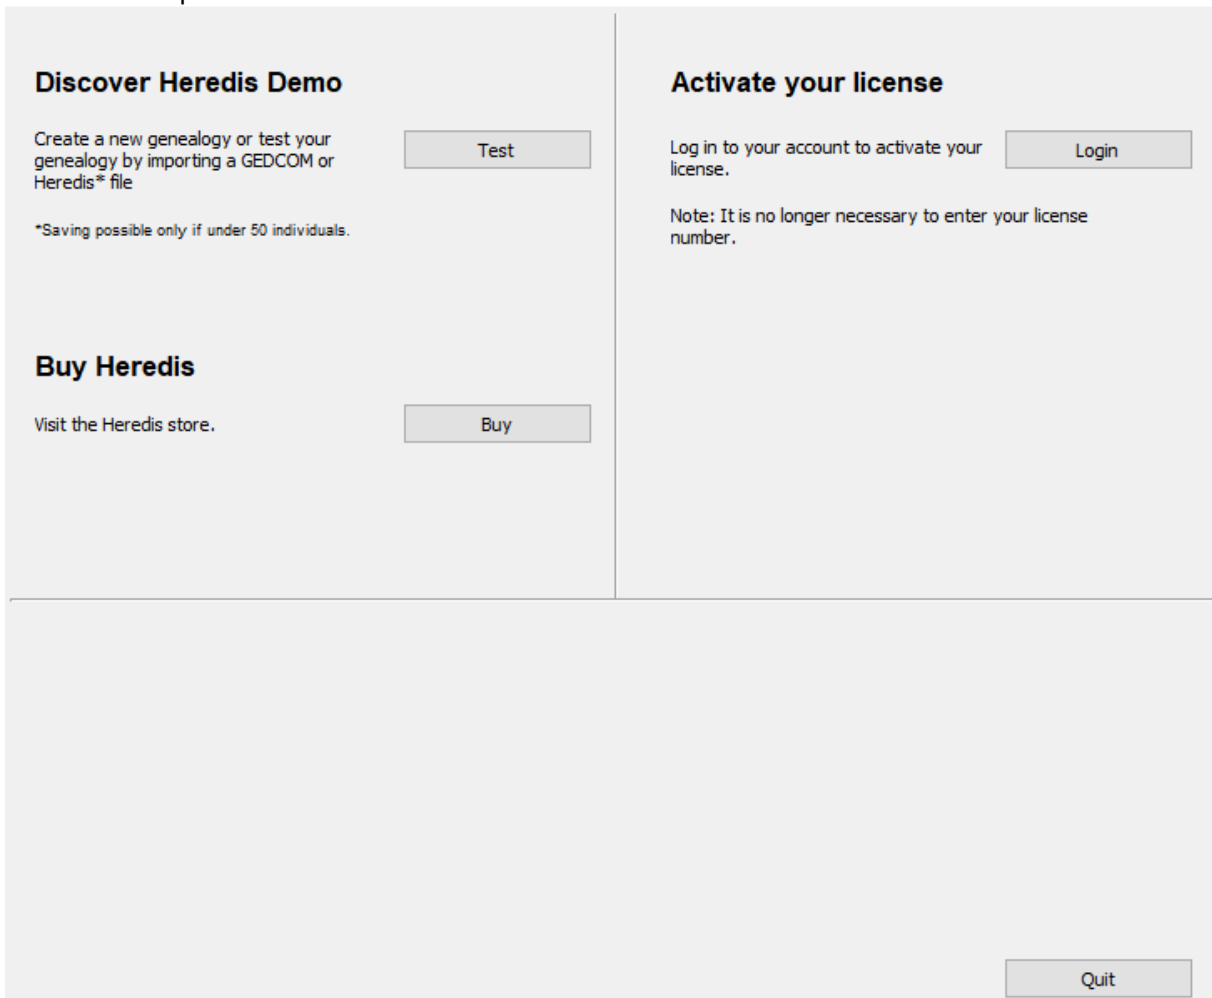 Discover Heredis Demo
Create a new genealogy or test your
genealogy by importing a GEDCOM or
Heredis* file
Test
*Saving possible only if under 50 individuals.
Buy Heredis
Visit the Heredis store.
Buy
Activate your license
Log in to your account to activate your
license.
Login
Note: It is no longer necessary to enter your license
number.
Quit